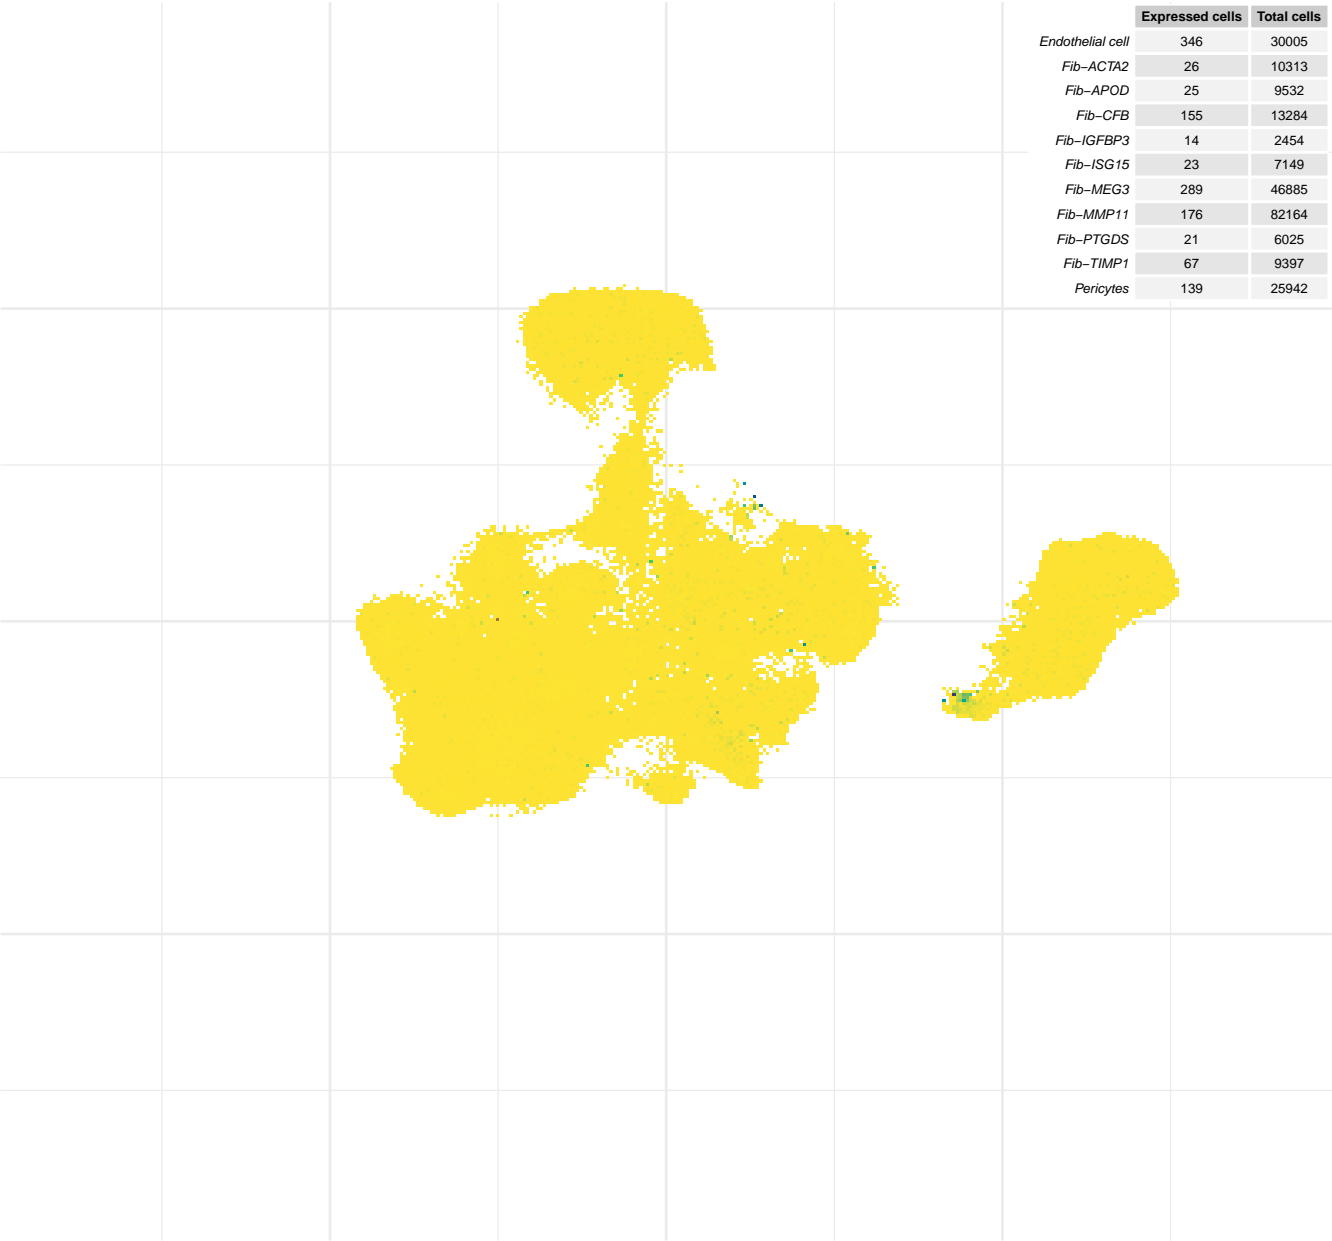 Expressed cells Total cells
Endothelial cell 346 30005
Fib−ACTA2 26 10313
Fib−APOD 25 9532
Fib−CFB 155 13284
Fib−IGFBP3 14 2454
Fib−ISG15 23 7149
Fib−MEG3 289 46885
Fib−MMP11 176 82164
Fib−PTGDS 21 6025
Fib−TIMP1 67 9397
Pericytes 139 25942